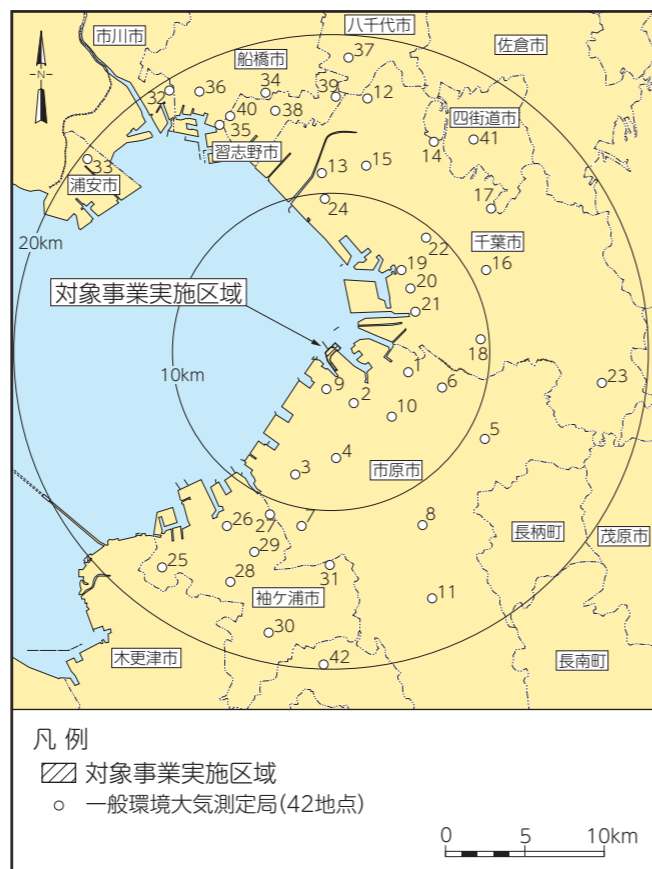 市川市
八千代市
佐倉市
船橋市
37
N
32
36
34
39
12
40
38
35
四街道市
41
14
習志野市
33
13
15
浦安市
24
17
20km
22
千葉市
19
16
20
対象事業実施区域
21
18
10km
1
9
2
6
23
10
5
4
市原市
3
26
27
7
8
長柄町
茂原市
29
25
28
31
袖ケ浦市
11
30
木更津市
42
長南町
凡 例
対象事業実施区域
一般環境大気測定局(42地点)
0 5 10km